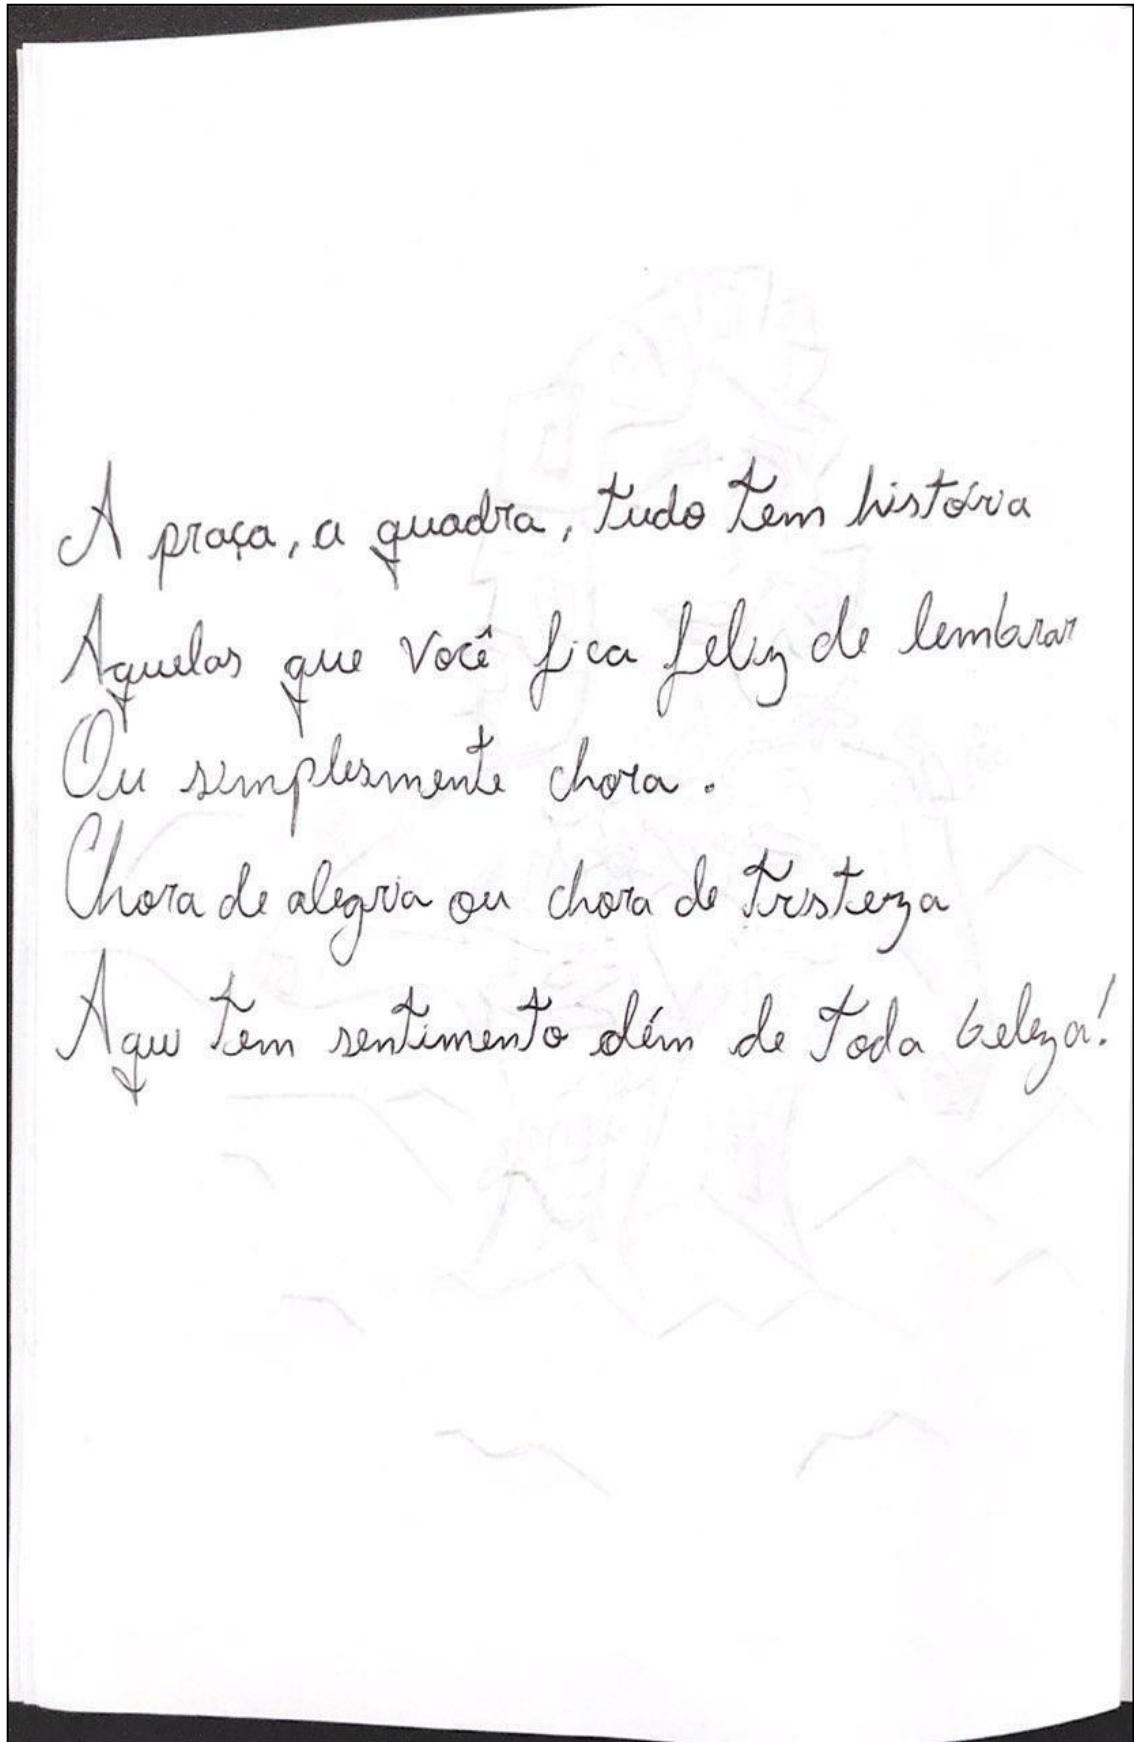 A praça, a quadra, tudo tem história
Aquelas que você fica feliz de lembrar
Ou simplesmente chora.
Chora de alegria ou chora de tristeza
Aqui tem sentimento além de toda beleza!